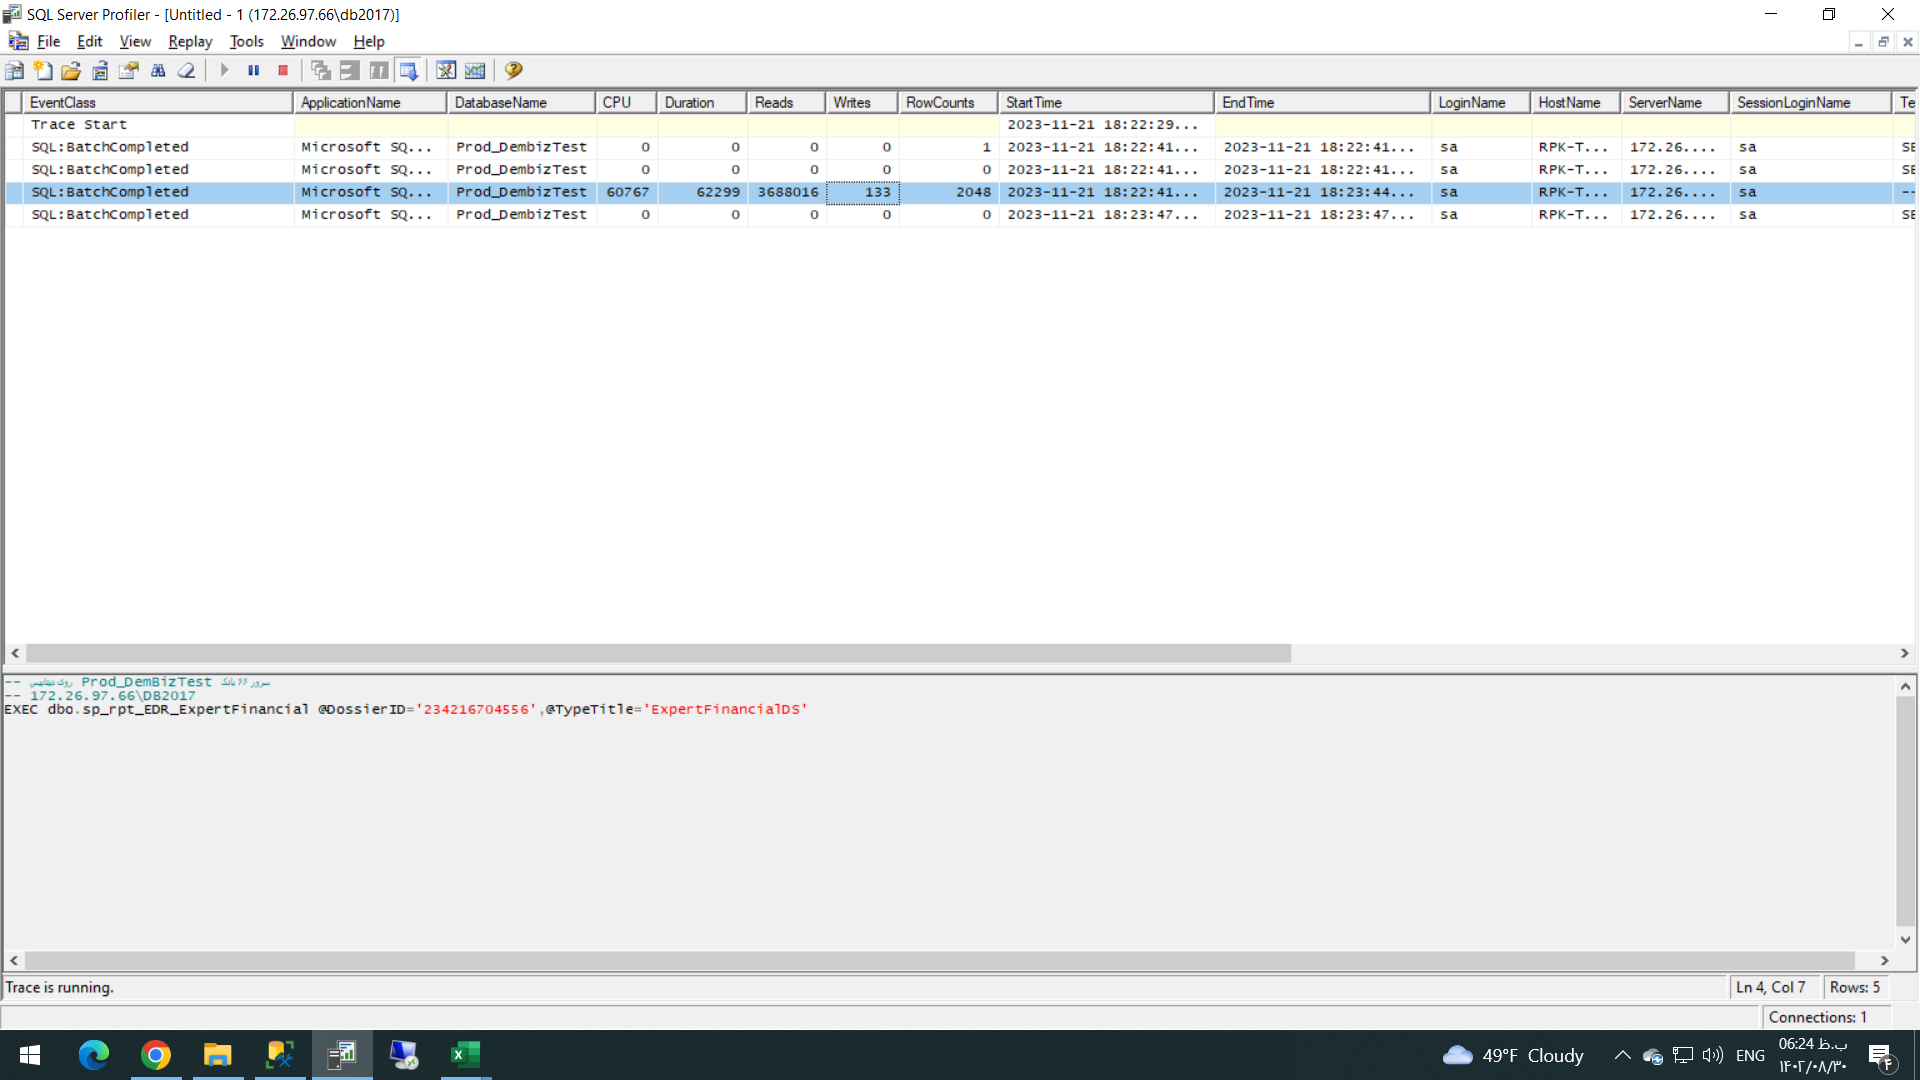 SQL Server Profiler - [Untitled - 1 (172.26.97.66\db2017)]
File Edit View Replay Tools Window Help
EventClass ApplicationName DatabaseName CPU Duration Reads Writes RowCounts StartTime EndTime LoginName HostName ServerName SessionLoginName Te
Trace Start 2023-11-21 18:22:29...
SQL:BatchCompleted Microsoft SQ... Prod_DembizTest 0 0 0 0 1 2023-11-21 18:22:41... 2023-11-21 18:22:41... sa RPK-T... 172.26.... sa SE
SQL:BatchCompleted Microsoft SQ... Prod_DembizTest 0 0 0 0 0 2023-11-21 18:22:41... 2023-11-21 18:22:41... sa RPK-T... 172.26.... sa SE
SQL:BatchCompleted Microsoft SQ... Prod_DembizTest 60767 62299 3688016 133 2048 2023-11-21 18:22:41... 2023-11-21 18:23:44... sa RPK-T... 172.26.... sa --
SQL:BatchCompleted Microsoft SQ... Prod_DembizTest 0 0 0 0 0 2023-11-21 18:23:47... 2023-11-21 18:23:47... sa RPK-T... 172.26.... sa SE
-- روی دیتابیس Prod_DemBizTest سرور ۶۶ بانک
-- 172.26.97.66\DB2017
EXEC dbo.sp_rpt_EDR_ExpertFinancial @DossierID='234216704556',@TypeTitle='ExpertFinancialDS'
Trace is running. Ln 4, Col 7 Rows: 5
Connections: 1
49°F Cloudy ENG 06:24 ب.ظ
۱۴۰۲/۰۸/۳۰
۴